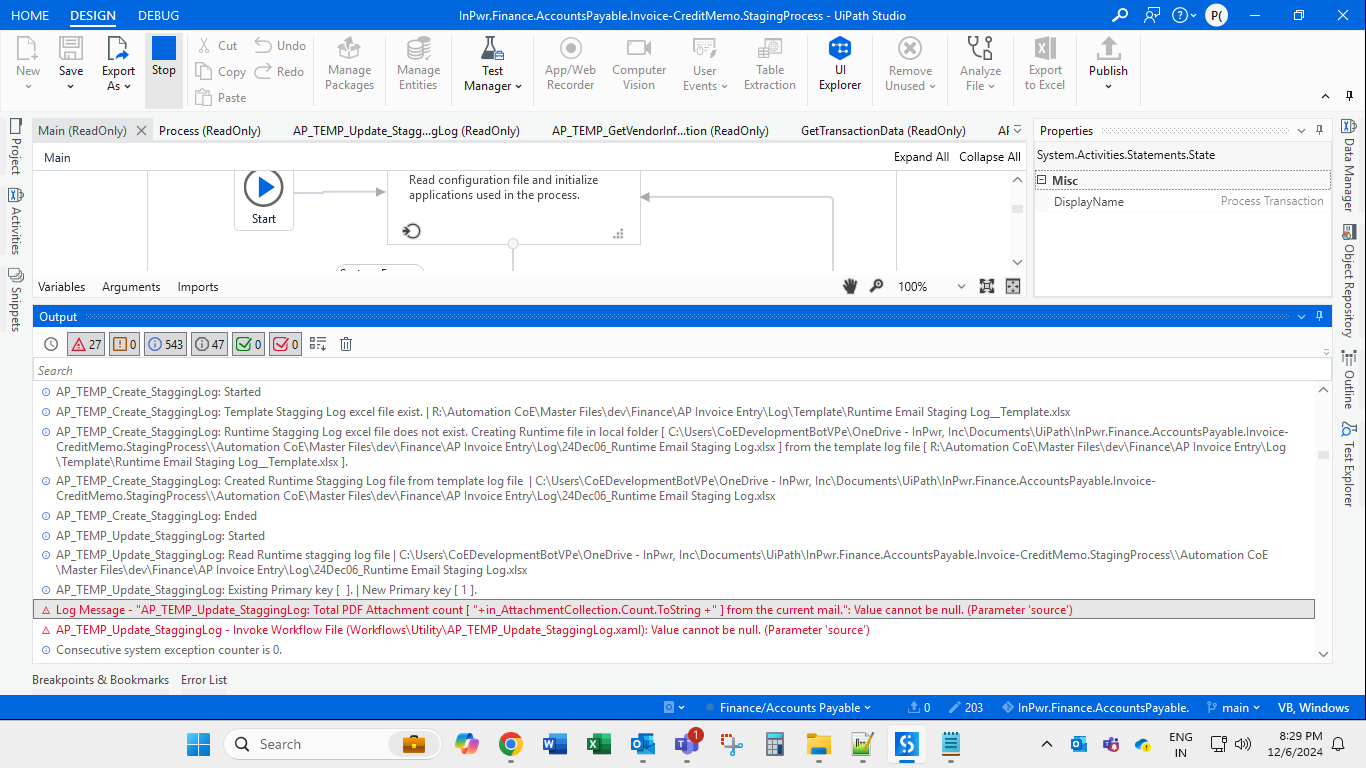 HOME DESIGN DEBUG
InPwr.Finance.AccountsPayable.Invoice-CreditMemo.StagingProcess - UiPath Studio
P(
New
Save
Export
As
Stop
Cut
Copy
Paste
Undo
Redo
Manage
Packages
Manage
Entities
Test
Manager
App/Web
Recorder
Computer
Vision
User
Events
Table
Extraction
UI
Explorer
Remove
Unused
Analyze
File
Export
to Excel
Publish
Main (ReadOnly)
Process (ReadOnly)
AP_TEMP_Update_Stagg...gLog (ReadOnly)
AP_TEMP_GetVendorInf...tion (ReadOnly)
GetTransactionData (ReadOnly)
Main
Expand All
Collapse All
Project
Activities
Snippets
Start
Read configuration file and initialize
applications used in the process.
Variables
Arguments
Imports
100%
Properties
System.Activities.Statements.State
Misc
DisplayName Process Transaction
Data Manager
Object Repository
Outline
Test Explorer
Output
27
0
543
47
0
0
Search
AP_TEMP_Create_StaggingLog: Started
AP_TEMP_Create_StaggingLog: Template Stagging Log excel file exist. | R:\Automation CoE\Master Files\dev\Finance\AP Invoice Entry\Log\Template\Runtime Email Staging Log__Template.xlsx
AP_TEMP_Create_StaggingLog: Runtime Stagging Log excel file does not exist. Creating Runtime file in local folder [ C:\Users\CoEDevelopmentBotVPe\OneDrive - InPwr, Inc\Documents\UiPath\InPwr.Finance.AccountsPayable.Invoice-
CreditMemo.StagingProcess\\Automation CoE\Master Files\dev\Finance\AP Invoice Entry\Log\24Dec06_Runtime Email Staging Log.xlsx ] from the template log file [ R:\Automation CoE\Master Files\dev\Finance\AP Invoice Entry\Log
\Template\Runtime Email Staging Log__Template.xlsx ].
AP_TEMP_Create_StaggingLog: Created Runtime Stagging Log file from template log file | C:\Users\CoEDevelopmentBotVPe\OneDrive - InPwr, Inc\Documents\UiPath\InPwr.Finance.AccountsPayable.Invoice-
CreditMemo.StagingProcess\\Automation CoE\Master Files\dev\Finance\AP Invoice Entry\Log\24Dec06_Runtime Email Staging Log.xlsx
AP_TEMP_Create_StaggingLog: Ended
AP_TEMP_Update_StaggingLog: Started
AP_TEMP_Update_StaggingLog: Read Runtime stagging log file | C:\Users\CoEDevelopmentBotVPe\OneDrive - InPwr, Inc\Documents\UiPath\InPwr.Finance.AccountsPayable.Invoice-CreditMemo.StagingProcess\\Automation CoE
\Master Files\dev\Finance\AP Invoice Entry\Log\24Dec06_Runtime Email Staging Log.xlsx
AP_TEMP_Update_StaggingLog: Existing Primary key [ ]. | New Primary key [ 1 ].
Log Message - "AP_TEMP_Update_StaggingLog: Total PDF Attachment count [ "+in_AttachmentCollection.Count.ToString +" ] from the current mail.": Value cannot be null. (Parameter 'source')
AP_TEMP_Update_StaggingLog - Invoke Workflow File (Workflows\Utility\AP_TEMP_Update_StaggingLog.xaml): Value cannot be null. (Parameter 'source')
Consecutive system exception counter is 0.
Breakpoints & Bookmarks
Error List
Finance/Accounts Payable
0
203
InPwr.Finance.AccountsPayable.
main
VB, Windows
Search
1
ENG
IN
8:29 PM
12/6/2024